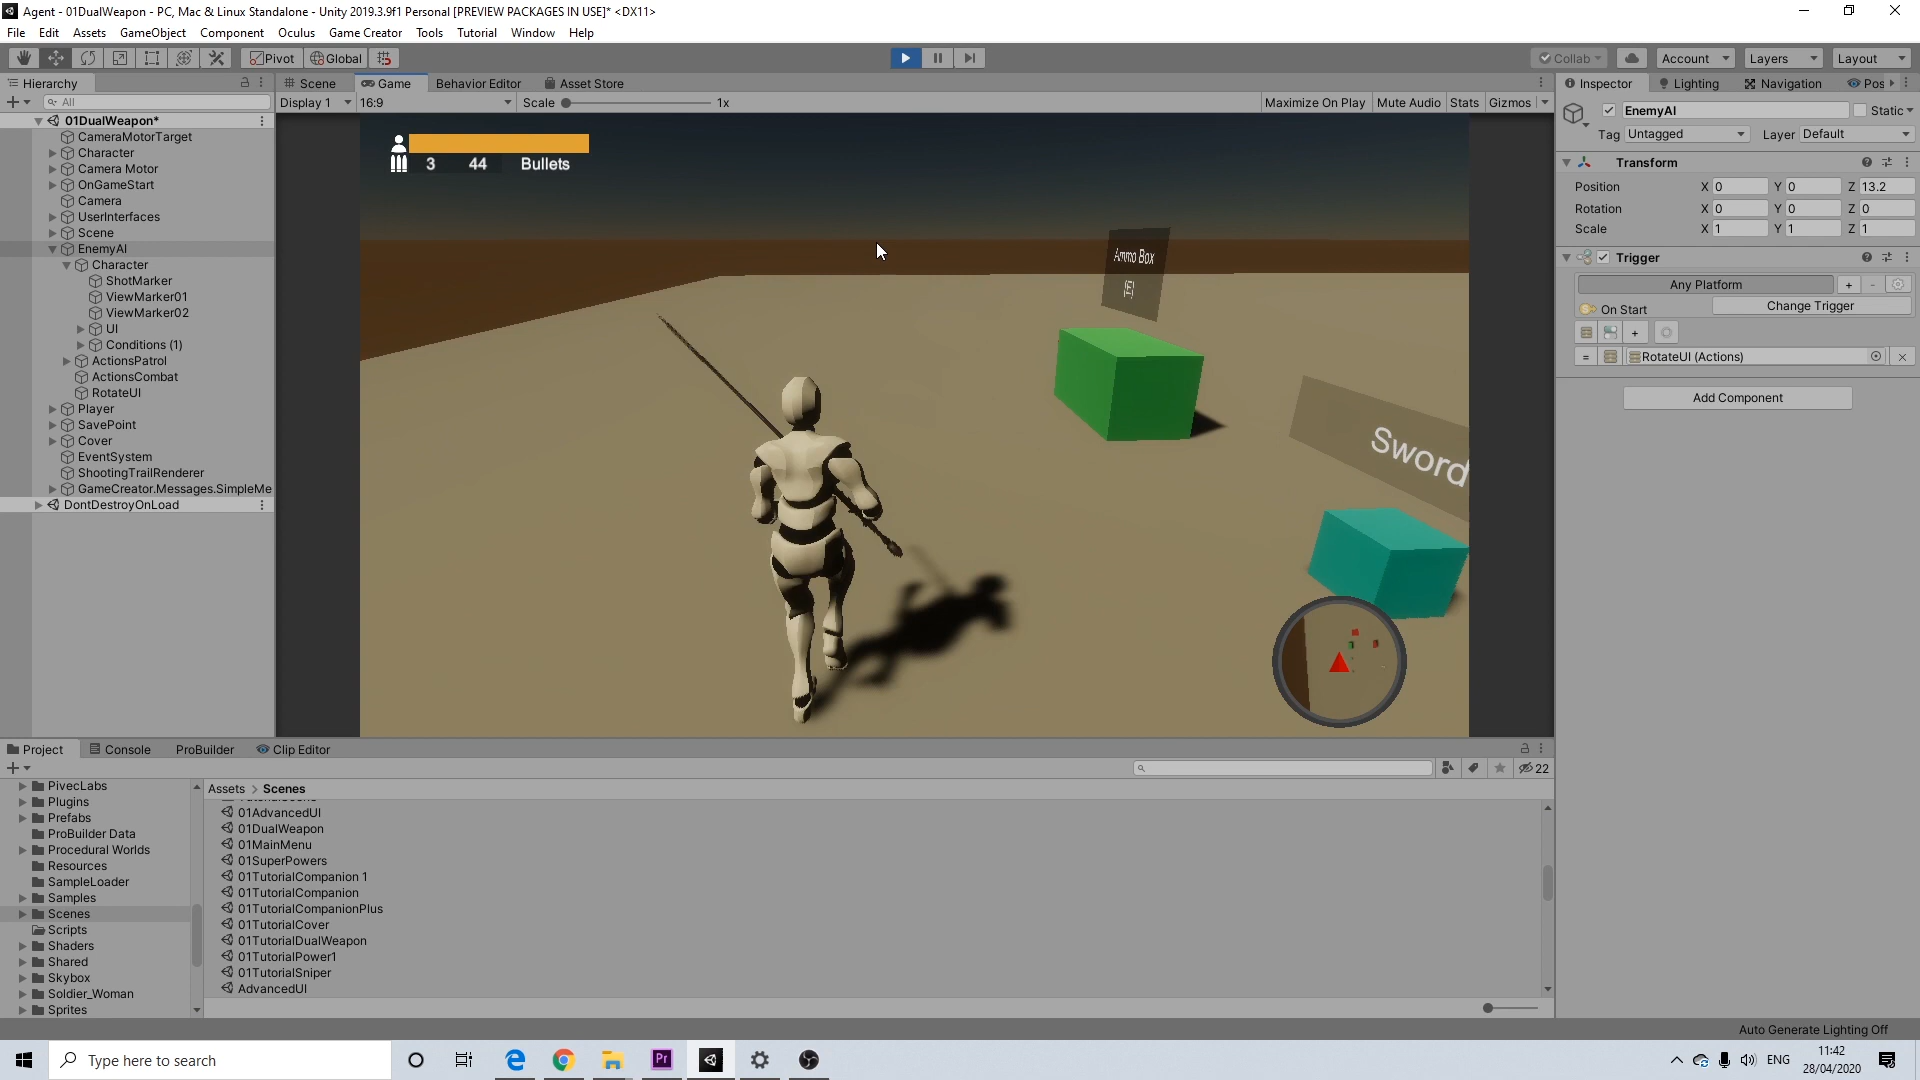 Agent - 01DualWeapon - PC, Mac & Linux Standalone - Unity 2019.3.9f1 Personal [PREVIEW PACKAGES IN USE]* <DX11>
File Edit Assets GameObject Component Oculus Game Creator Tools Tutorial Window Help
Pivot Global Collab Account Layers Layout
Hierarchy Scene Game Behavior Editor Asset Store Inspector Lighting Navigation Pos
All Display 1 16:9 Scale 1x Maximize On Play Mute Audio Stats Gizmos
01DualWeapon*
CameraMotorTarget
Character
Camera Motor
OnGameStart
Camera
UserInterfaces
Scene
EnemyAI
Character
ShotMarker
ViewMarker01
ViewMarker02
UI
Conditions (1)
ActionsPatrol
ActionsCombat
RotateUI
Player
SavePoint
Cover
EventSystem
ShootingTrailRenderer
GameCreator.Messages.SimpleMe
DontDestroyOnLoad
3 44 Bullets
Ammo Box
[E]
Sword
EnemyAI Static
Tag Untagged Layer Default
Transform
Position X 0 Y 0 Z 13.2
Rotation X 0 Y 0 Z 0
Scale X 1 Y 1 Z 1
Trigger
Any Platform + -
On Start Change Trigger
+
= RotateUI (Actions)
Add Component
Project Console ProBuilder Clip Editor
22
PivecLabs
Plugins
Prefabs
ProBuilder Data
Procedural Worlds
Resources
SampleLoader
Samples
Scenes
Scripts
Shaders
Shared
Skybox
Soldier_Woman
Sprites
Assets > Scenes
01AdvancedUI
01DualWeapon
01MainMenu
01SuperPowers
01TutorialCompanion 1
01TutorialCompanion
01TutorialCompanionPlus
01TutorialCover
01TutorialDualWeapon
01TutorialPower1
01TutorialSniper
AdvancedUI
Auto Generate Lighting Off
Type here to search
Pr
ENG
11:42
28/04/2020